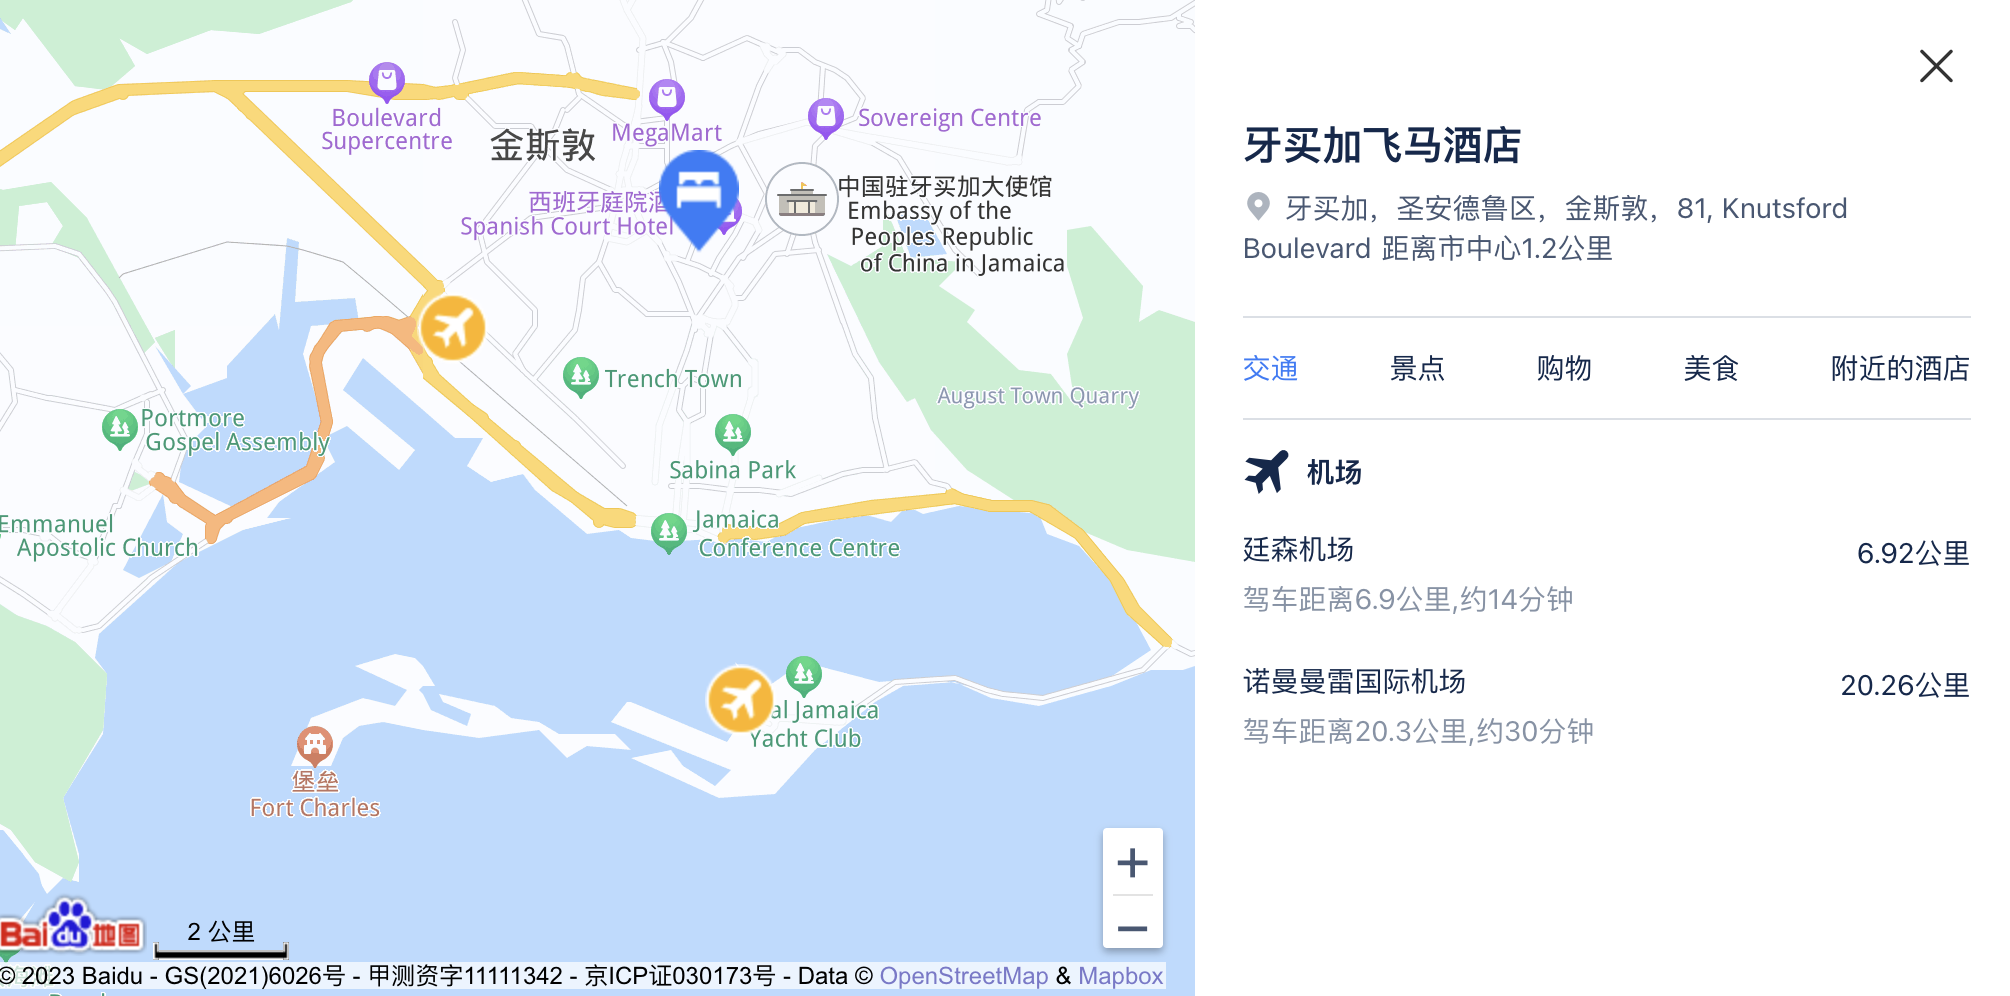 Boulevard
Supercentre
金斯敦
MegaMart
Sovereign Centre
西班牙庭院酒
Spanish Court Hotel
中国驻牙买加大使馆
Embassy of the
Peoples Republic
of China in Jamaica
Trench Town
August Town Quarry
Portmore
Gospel Assembly
Sabina Park
Emmanuel
Apostolic Church
Jamaica
Conference Centre
al Jamaica
Yacht Club
堡垒
Fort Charles
Bai du 地图
2 公里
© 2023 Baidu - GS(2021)6026号 - 甲测资字11111342 - 京ICP证030173号 - Data © OpenStreetMap & Mapbox
牙买加飞马酒店
牙买加，圣安德鲁区，金斯敦，81, Knutsford
Boulevard 距离市中心1.2公里
交通 景点 购物 美食 附近的酒店
机场
廷森机场 6.92公里
驾车距离6.9公里,约14分钟
诺曼曼雷国际机场 20.26公里
驾车距离20.3公里,约30分钟